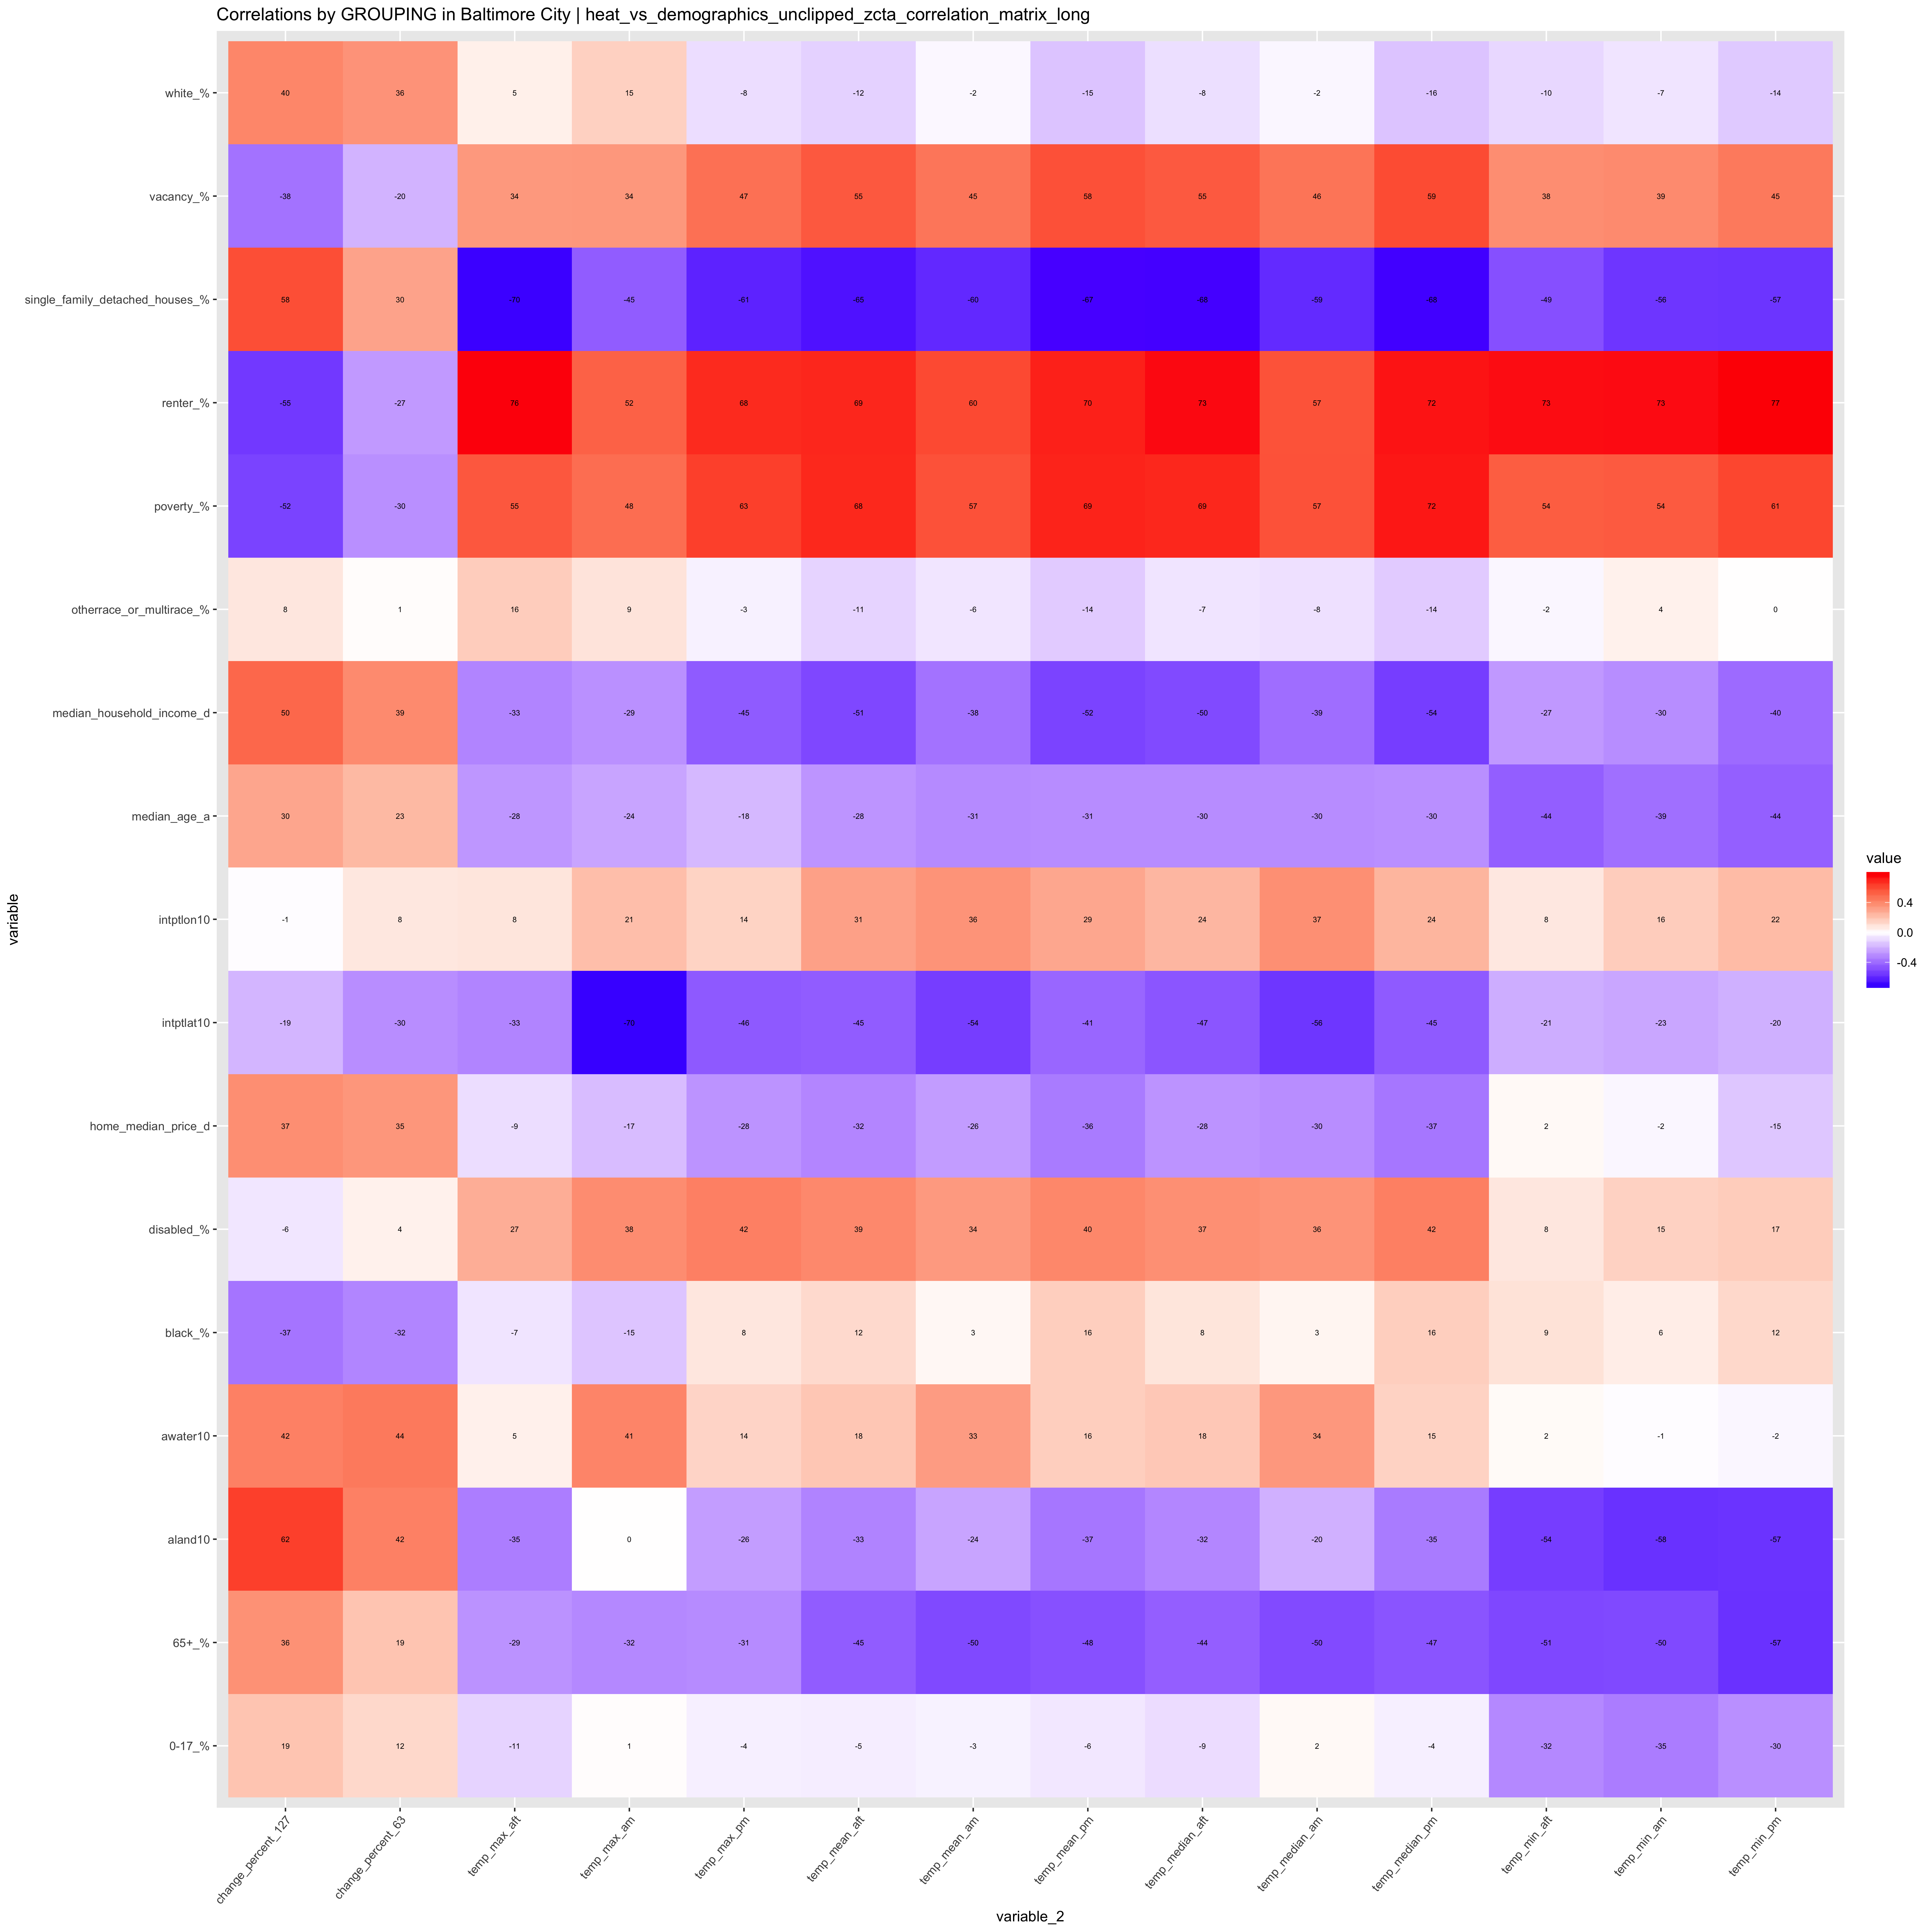 Correlations by GROUPING in Baltimore City | heat_vs_demographics_unclipped_zcta_correlation_matrix_long
white_% 40 36 5 15 -8 -12 -2 -15 -8 -2 -16 -10 -7 -14
vacancy_% -38 -20 34 34 47 55 45 58 55 46 59 38 39 45
single_family_detached_houses_% 58 30 -76 -45 -61 -65 -60 -67 -68 -59 -68 -49 -56 -57
renter_% -55 -27 76 52 68 69 60 70 73 57 72 73 73 77
poverty_% -52 -30 55 48 63 68 57 69 69 57 72 54 54 61
otherrace_or_multirace_% 8 1 16 9 -3 -11 -6 -14 -7 -8 -14 -2 4 0
median_household_income_d 50 39 -33 -29 -45 -51 -38 -52 -50 -39 -54 -27 -30 -40
median_age_a 30 23 -28 -24 -18 -28 -31 -31 -30 -30 -30 -44 -39 -44
intptlon10 -1 8 8 21 14 31 36 29 24 37 24 8 16 22
intptlat10 -19 -30 -33 -70 -46 -45 -54 -41 -47 -56 -45 -21 -23 -20
home_median_price_d 37 35 -9 -17 -28 -32 -26 -36 -28 -30 -37 2 -2 -15
disabled_% -6 4 27 38 42 39 34 40 37 36 42 8 15 17
black_% -37 -32 -7 -15 8 12 3 16 8 3 16 9 6 12
awater10 42 44 5 41 14 18 33 16 18 34 15 2 -1 -2
aland10 62 42 -35 0 -26 -33 -24 -37 -32 -20 -35 -54 -58 -57
65+_% 36 19 -29 -32 -31 -45 -50 -48 -44 -50 -47 -51 -50 -57
0-17_% 19 12 -11 1 -4 -5 -3 -6 -9 2 -4 -32 -35 -30
change_percent_127 change_percent_63 temp_max_aft temp_max_am temp_max_pm temp_mean_aft temp_mean_am temp_mean_pm temp_median_aft temp_median_am temp_median_pm temp_min_aft temp_min_am temp_min_pm
variable_2
variable
value
0.4
0.0
-0.4